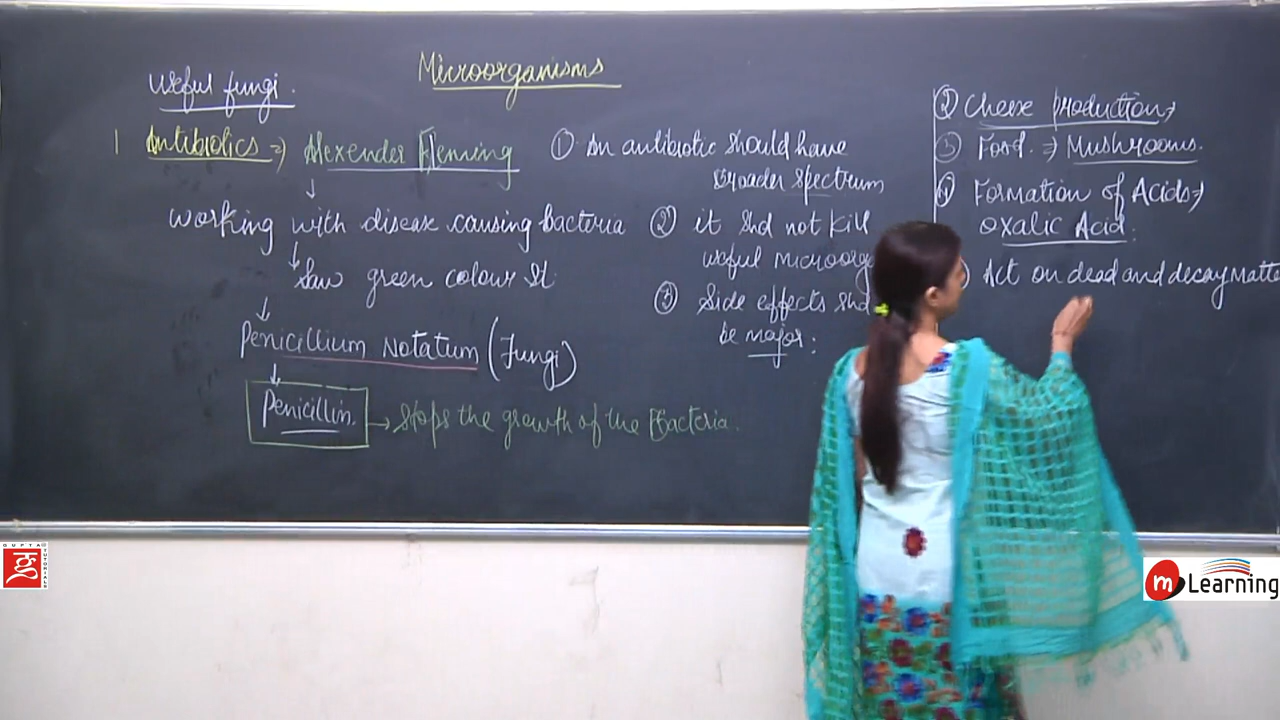 Microorganisms
Useful fungi.
1 Antibiotics ⇒ Alexender Fleming
↓
working with disease causing bacteria
↓
Saw green colour
↓
Penicillium Notatum (Fungi)
↓
Penicillin. → Stops the growth of the Bacteria.
① An antibiotic should have
Broader spectrum
② it shd not kill
useful microorg
③ Side effects shd
be major:
② Cheese production ⇒
③ Food. ⇒ Mushrooms.
④ Formation of Acids ⇒
oxalic Acid:
Act on dead and decay matte
GUPTA TUTORIALS
m Learning